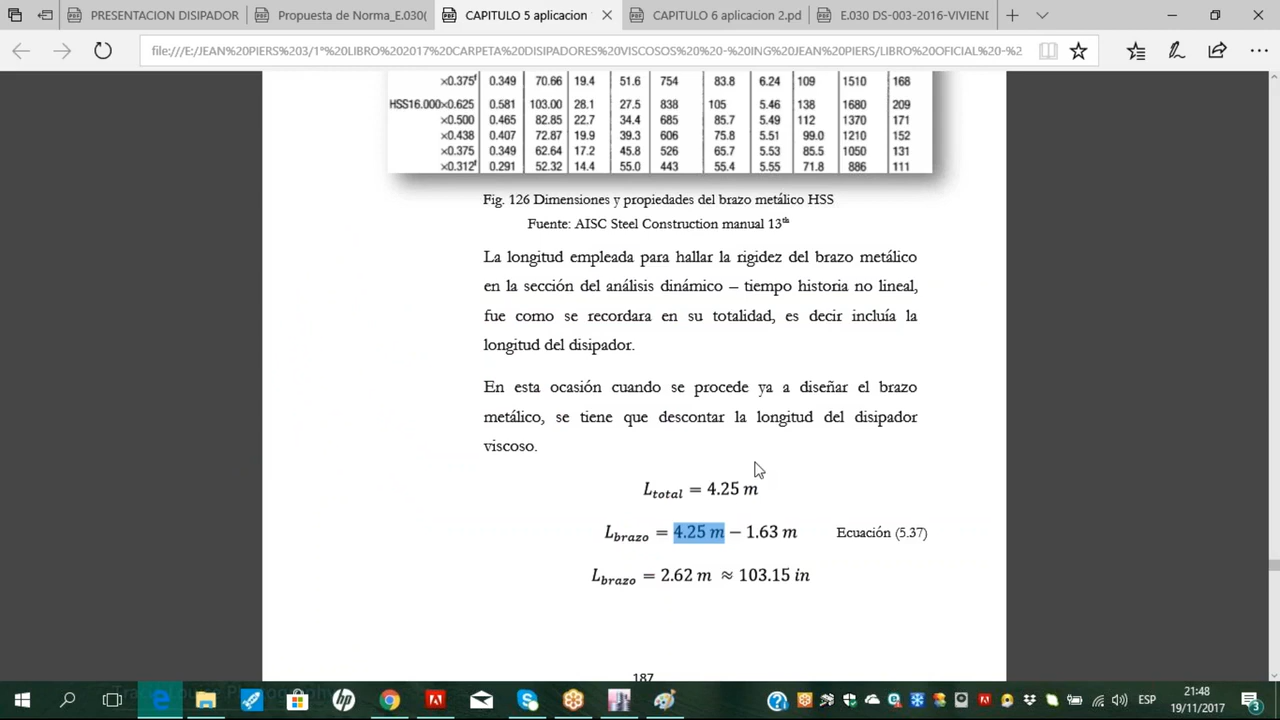 PRESENTACION DISIPADOR
Propuesta de Norma_E.030(
CAPITULO 5 aplicacion
CAPITULO 6 aplicacion 2.pd
E.030 DS-003-2016-VIVIEND
file:///E:/JEAN%20PIERS%203/1°%20LIBRO%202017%20CARPETA%20DISIPADORES%20VISCOSOS%20%20-%20ING%20JEAN%20PIERS/LIBRO%20OFICIAL%20-%2
×0.375f 0.349 70.66 19.4 51.6 754 83.8 6.24 109 1510 168
HSS16.000×0.625 0.581 103.00 28.1 27.5 838 105 5.46 138 1680 209
×0.500 0.465 82.85 22.7 34.4 685 85.7 5.49 112 1370 171
×0.438 0.407 72.87 19.9 39.3 606 75.8 5.51 99.0 1210 152
×0.375 0.349 62.64 17.2 45.8 526 65.7 5.53 85.5 1050 131
×0.312f 0.291 52.32 14.4 55.0 443 55.4 5.55 71.8 886 111
Fig. 126 Dimensiones y propiedades del brazo metálico HSS
Fuente: AISC Steel Construction manual 13th
La longitud empleada para hallar la rigidez del brazo metálico
en la sección del análisis dinámico – tiempo historia no lineal,
fue como se recordara en su totalidad, es decir incluía la
longitud del disipador.
En esta ocasión cuando se procede ya a diseñar el brazo
metálico, se tiene que descontar la longitud del disipador
viscoso.
Ltotal = 4.25 m
Lbrazo = 4.25 m − 1.63 m Ecuación (5.37)
Lbrazo = 2.62 m ≈ 103.15 in
187
ESP
21:48
19/11/2017
3